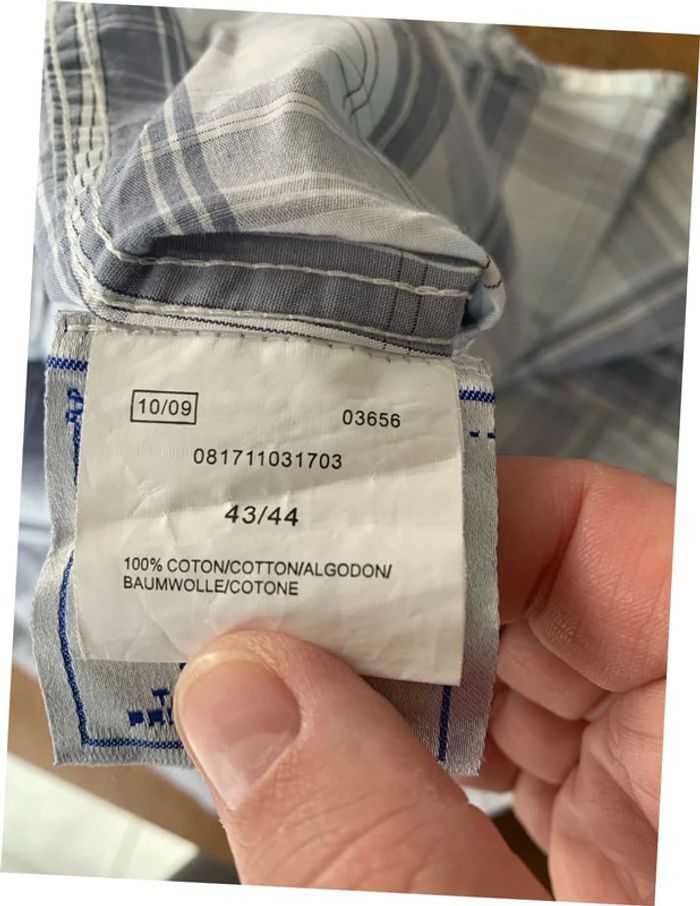 10/09
03656
081711031703
43/44
100% COTON/COTTON/ALGODON/
BAUMWOLLE/COTONE